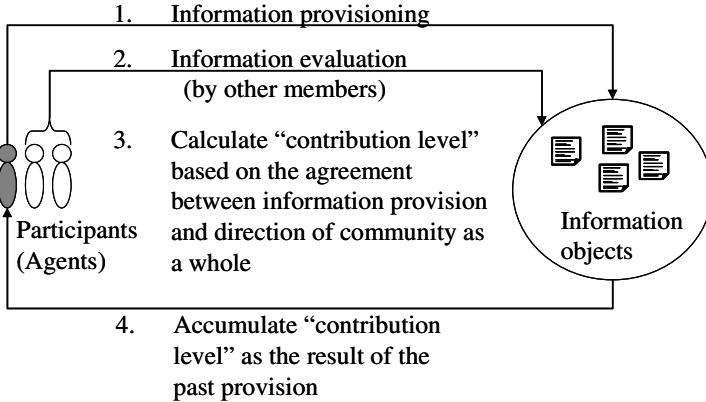 1. Information provisioning
2. Information evaluation
(by other members)
3. Calculate “contribution level”
based on the agreement
between information provision
and direction of community as
a whole
Participants
(Agents)
Information
objects
4. Accumulate “contribution
level” as the result of the
past provision